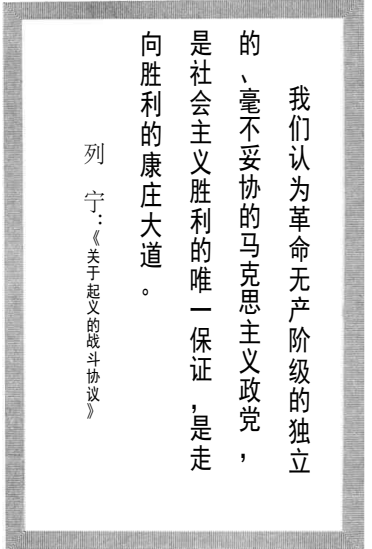 我们认为革命无产阶级的独立
的、毫不妥协的马克思主义政党，
是社会主义胜利的唯一保证，是走
向胜利的康庄大道。
列 宁：《关于起义的战斗协议》